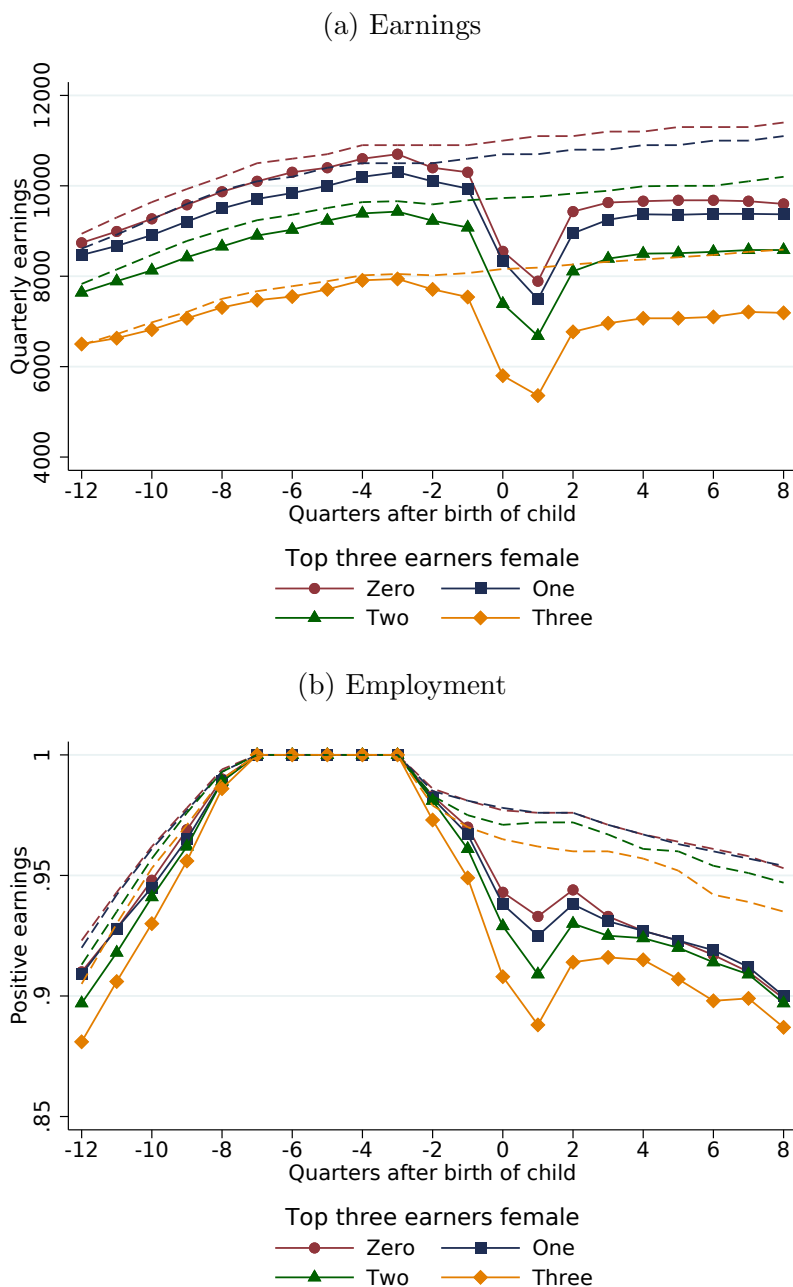 (a) Earnings
Quarterly earnings
12000
10000
8000
6000
4000
-12 -10 -8 -6 -4 -2 0 2 4 6 8
Quarters after birth of child
Top three earners female
Zero One
Two Three
(b) Employment
Positive earnings
1
.95
.9
.85
-12 -10 -8 -6 -4 -2 0 2 4 6 8
Quarters after birth of child
Top three earners female
Zero One
Two Three